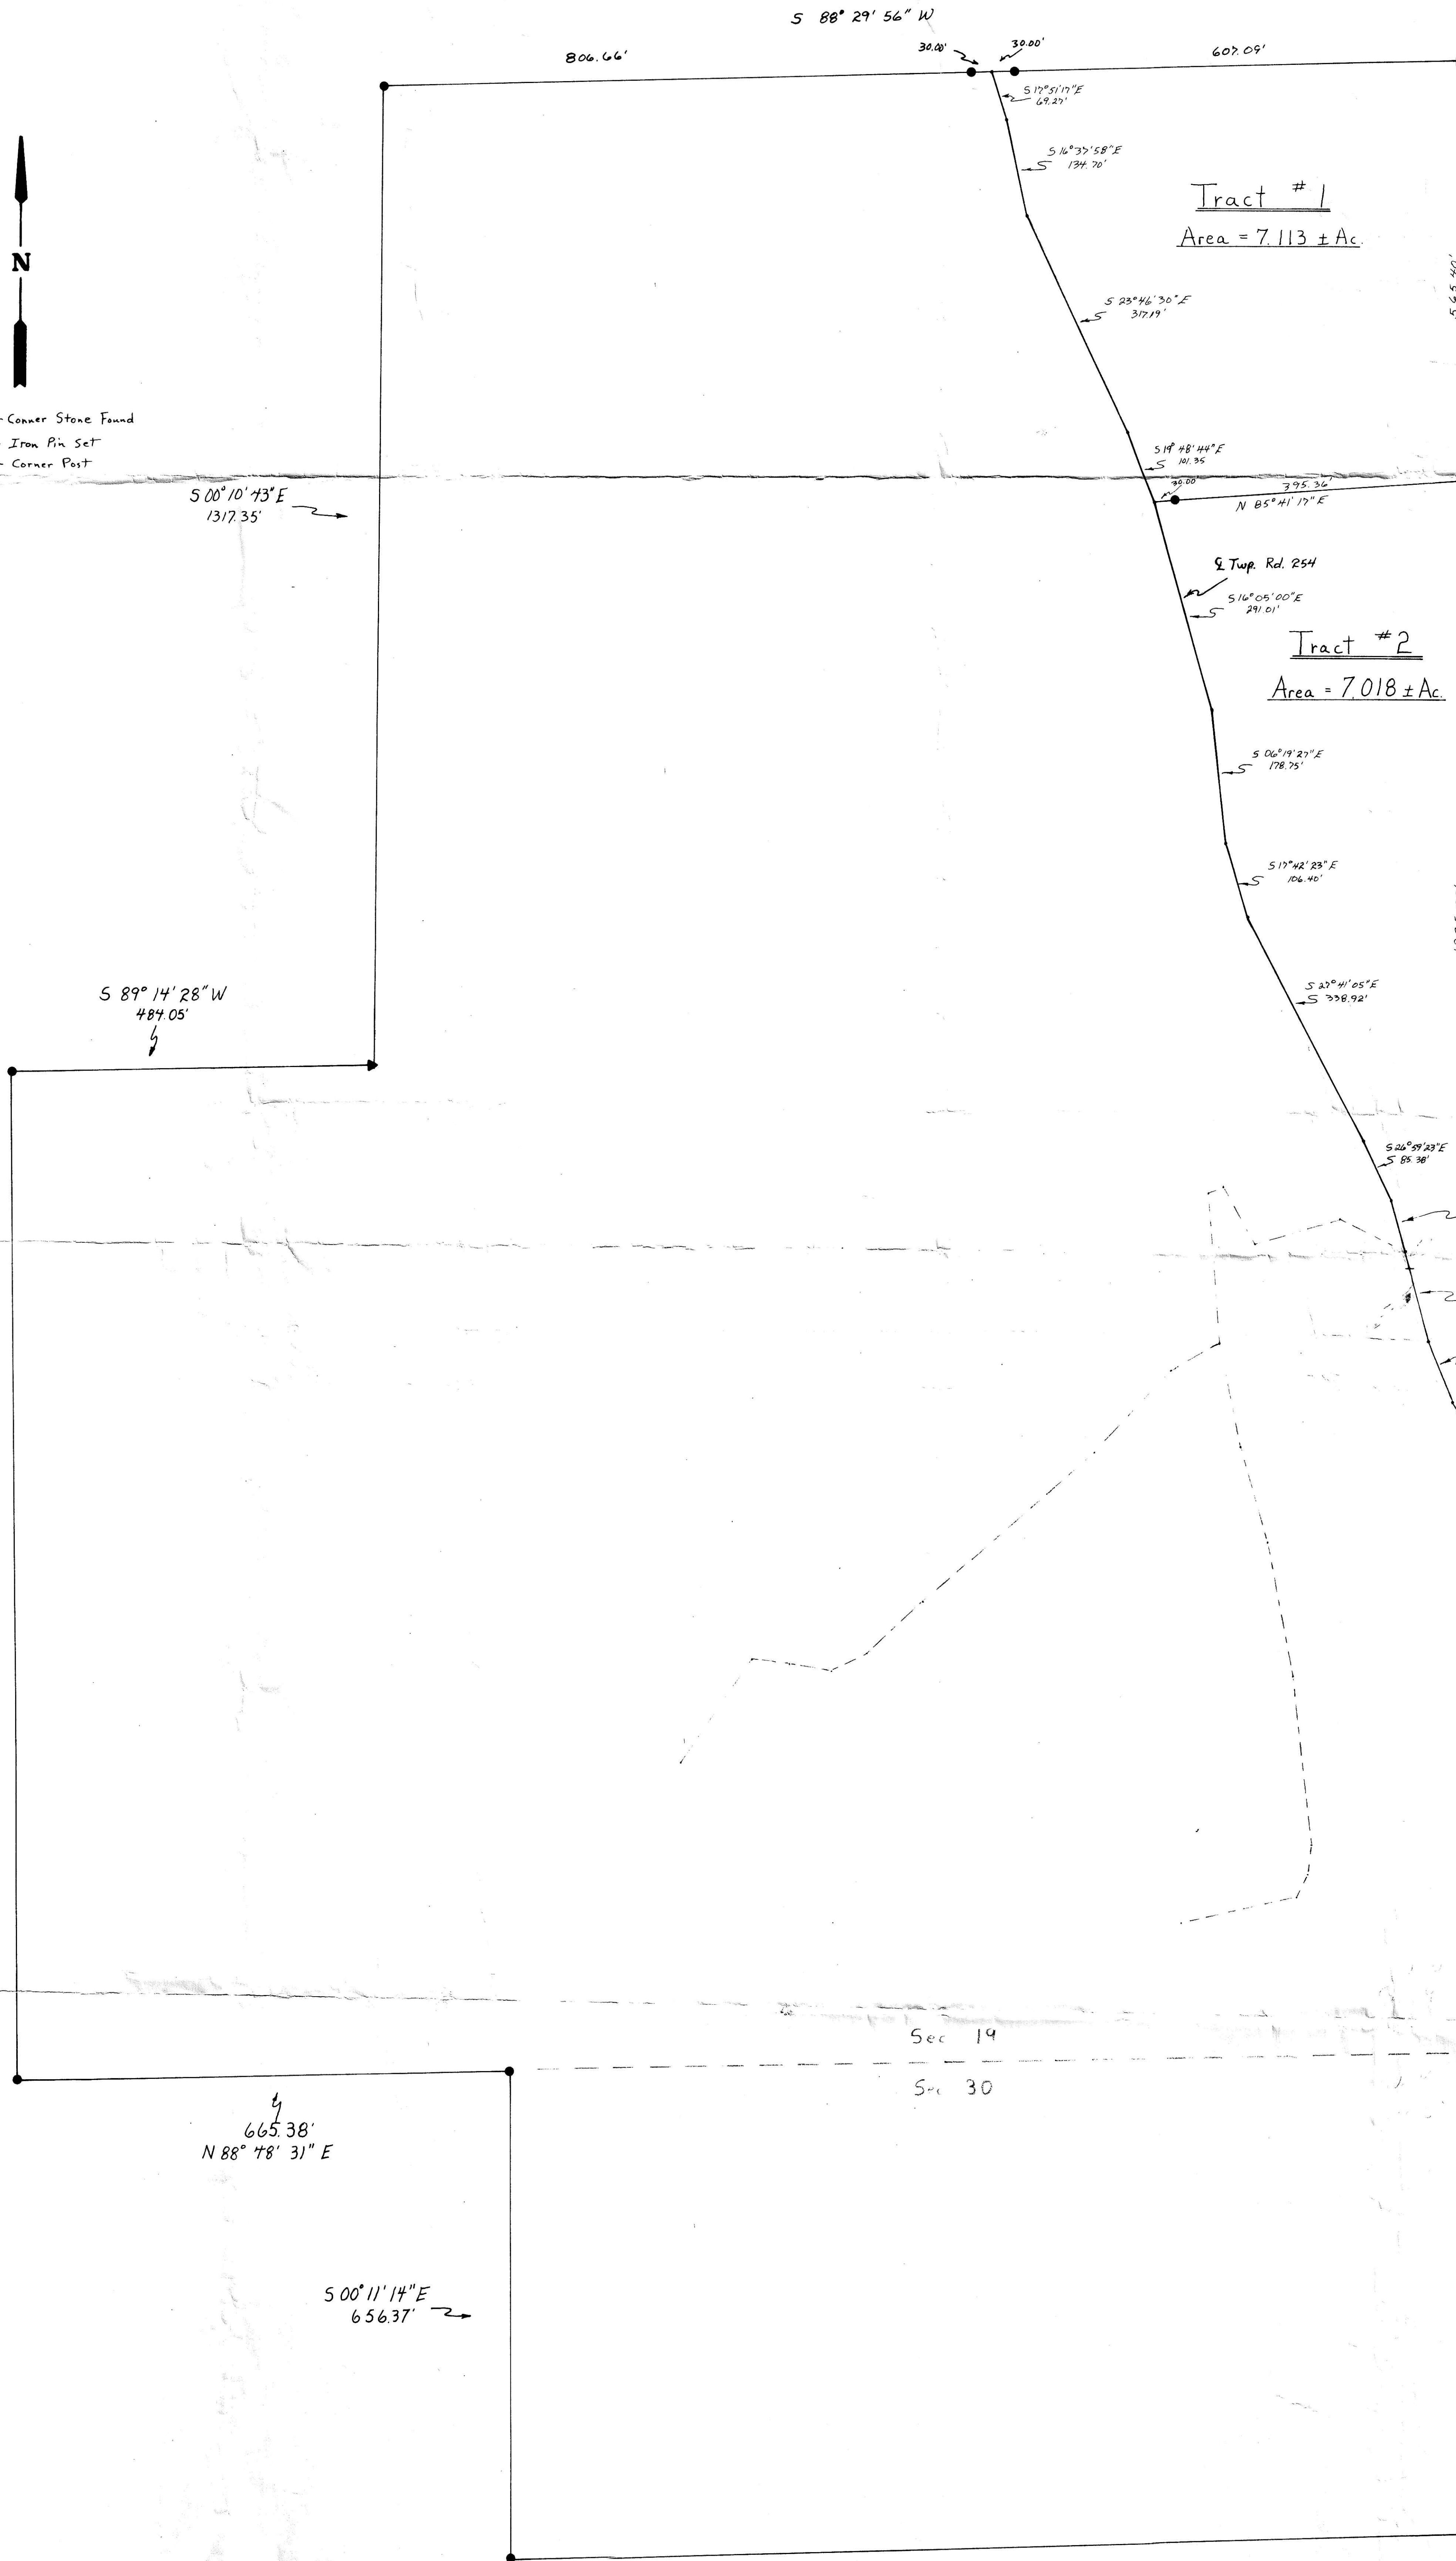 S 88° 29' 56" W
806.66'
30.00'
30.00'
607.09'
S 17° 51' 17" E
69.27'
S 16° 37' 58" E
134.70'
Tract #1
Area = 7.113 ± Ac.
N
S 23° 46' 30" E
317.19'
565.40'
- Corner Stone Found
Iron Pin Set
- Corner Post
S 19° 48' 44" E
101.35
30.00'
395.36'
N 85° 41' 17" E
S 00° 10' 43" E
1317.35'
℄ Twp. Rd. 254
S 16° 05' 00" E
291.01'
Tract #2
Area = 7.018 ± Ac.
S 06° 19' 27" E
178.75'
S 17° 42' 23" E
106.40'
S 27° 41' 05" E
338.92'
S 89° 14' 28" W
484.05'
S 26° 59' 23" E
85.38'
Sec 19
Sec 30
665.38'
N 88° 48' 31" E
S 00° 11' 14" E
656.37'